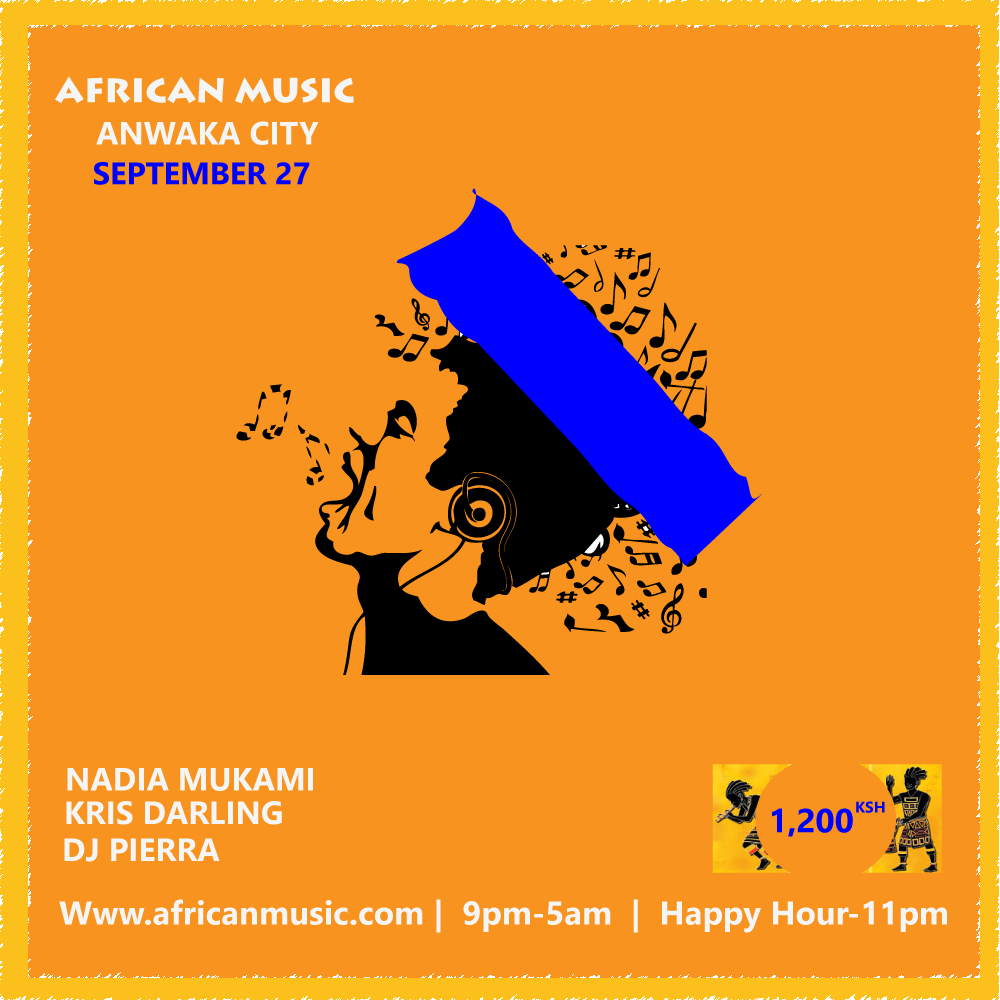 AFRICAN MUSIC
ANWAKA CITY
SEPTEMBER 27
NADIA MUKAMI
KRIS DARLING
DJ PIERRA
1,200 KSH
Www.africanmusic.com | 9pm-5am | Happy Hour-11pm